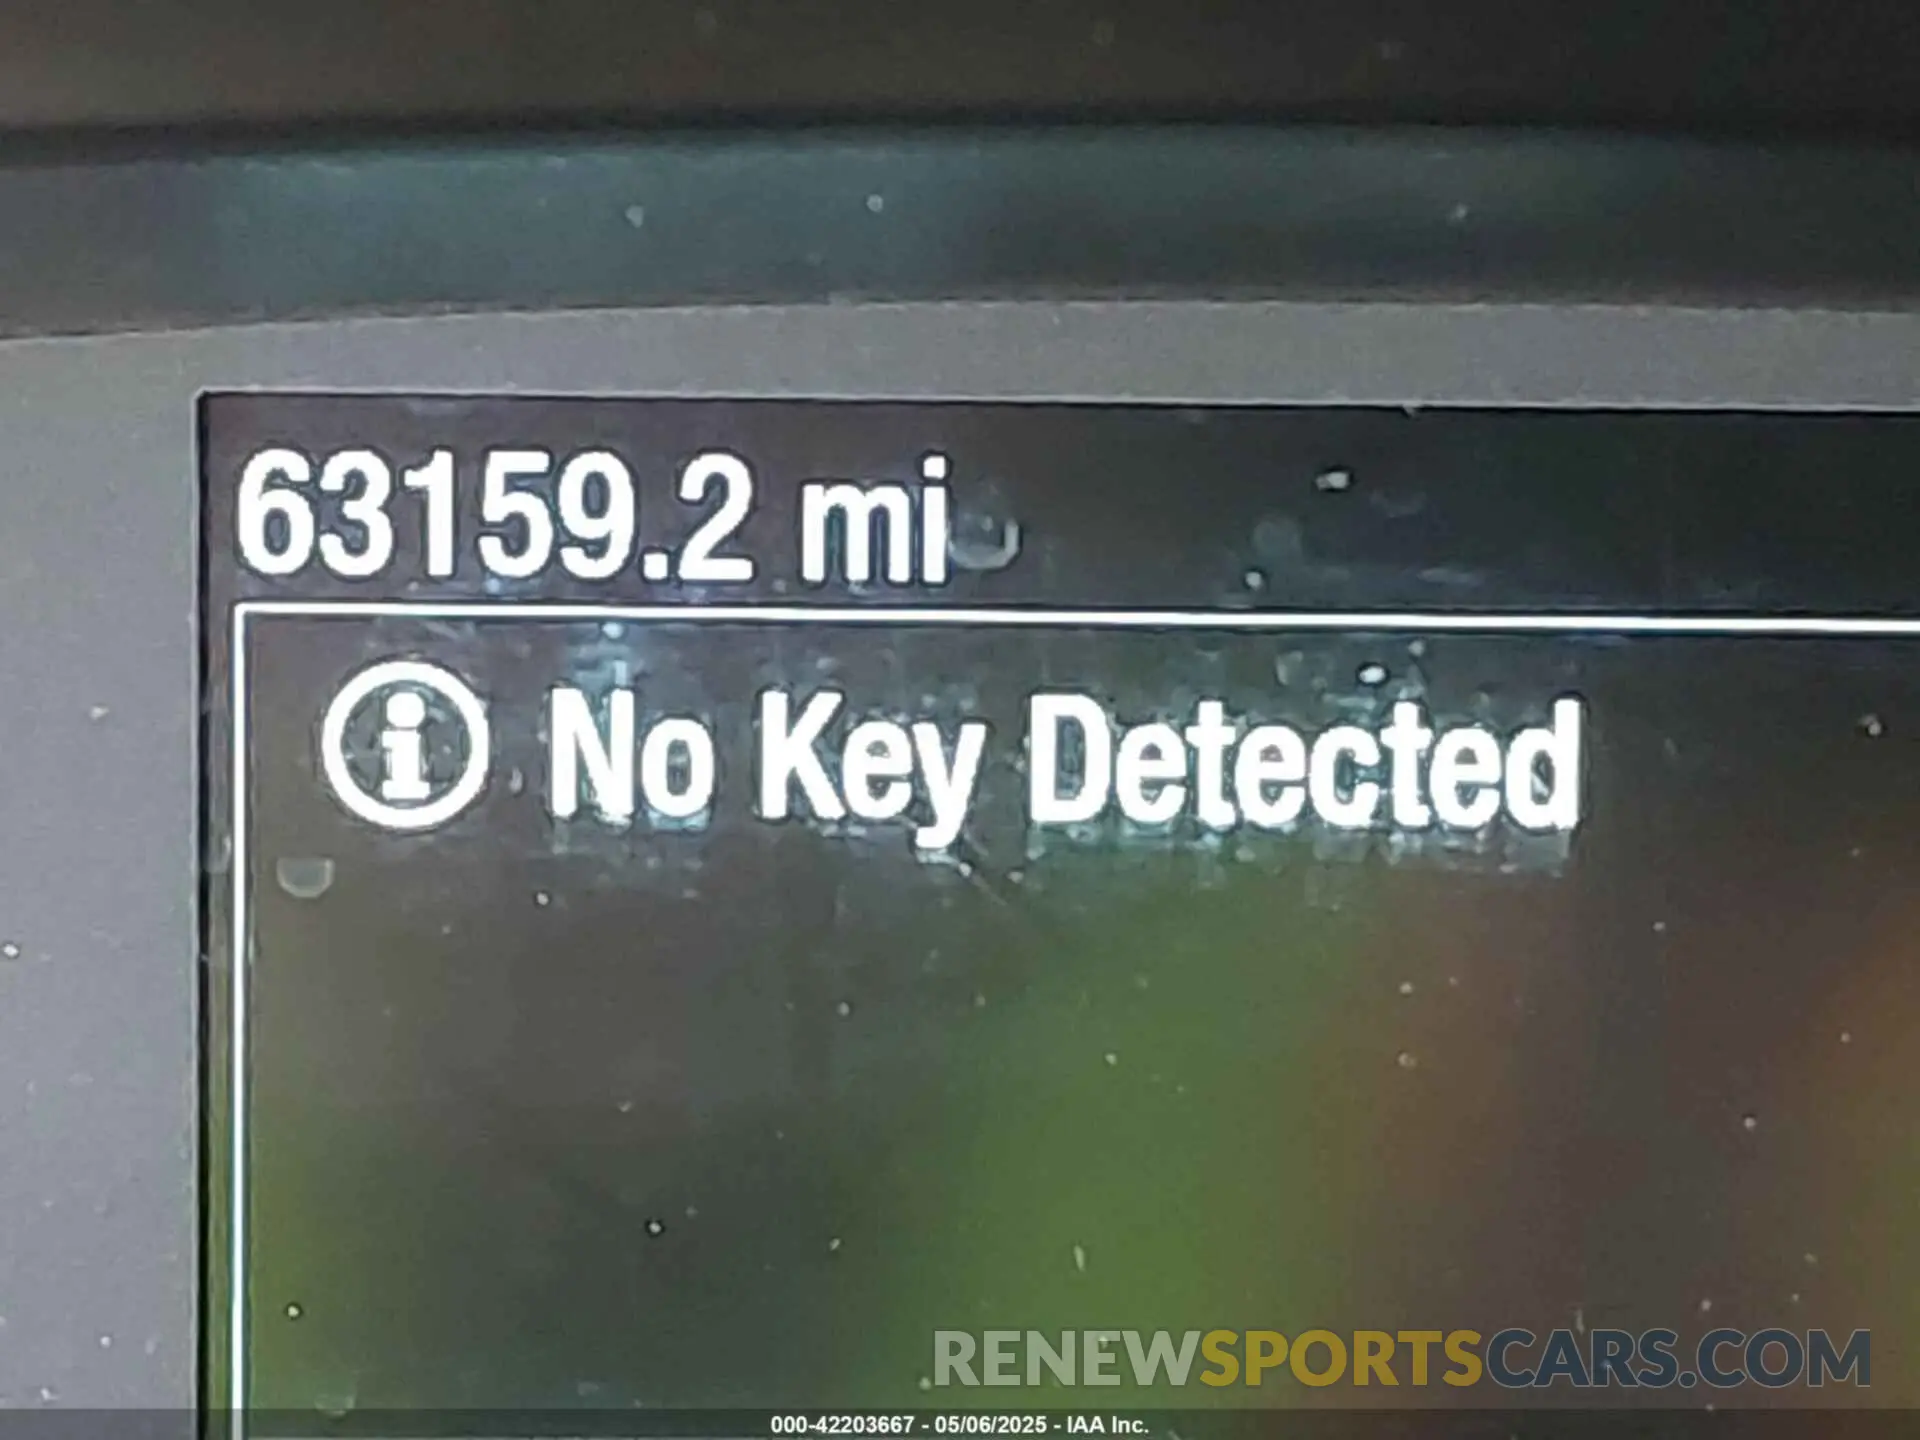 63159.2 mi
No Key Detected
RENEWSPORTSCARS.COM
000-42203667 - 05/06/2025 - IAA Inc.